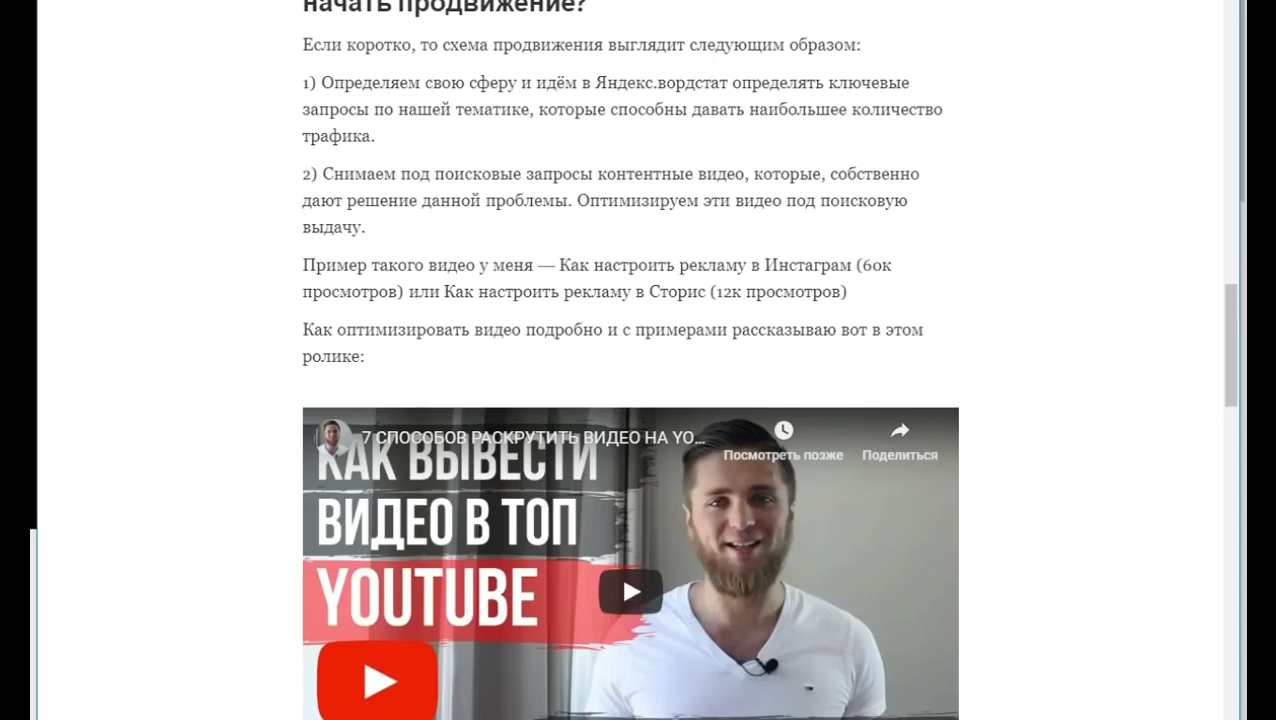 начать продвижение?
Если коротко, то схема продвижения выглядит следующим образом:
1) Определяем свою сферу и идём в Яндекс.вордстат определять ключевые
запросы по нашей тематике, которые способны давать наибольшее количество
трафика.
2) Снимаем под поисковые запросы контентные видео, которые, собственно
дают решение данной проблемы. Оптимизируем эти видео под поисковую
выдачу.
Пример такого видео у меня — Как настроить рекламу в Инстаграм (60к
просмотров) или Как настроить рекламу в Сторис (12к просмотров)
Как оптимизировать видео подробно и с примерами рассказываю вот в этом
ролике:
7 СПОСОБОВ РАСКРУТИТЬ ВИДЕО НА YO...
Посмотреть позже
Поделиться
КАК ВЫВЕСТИ
ВИДЕО В ТОП
YOUTUBE